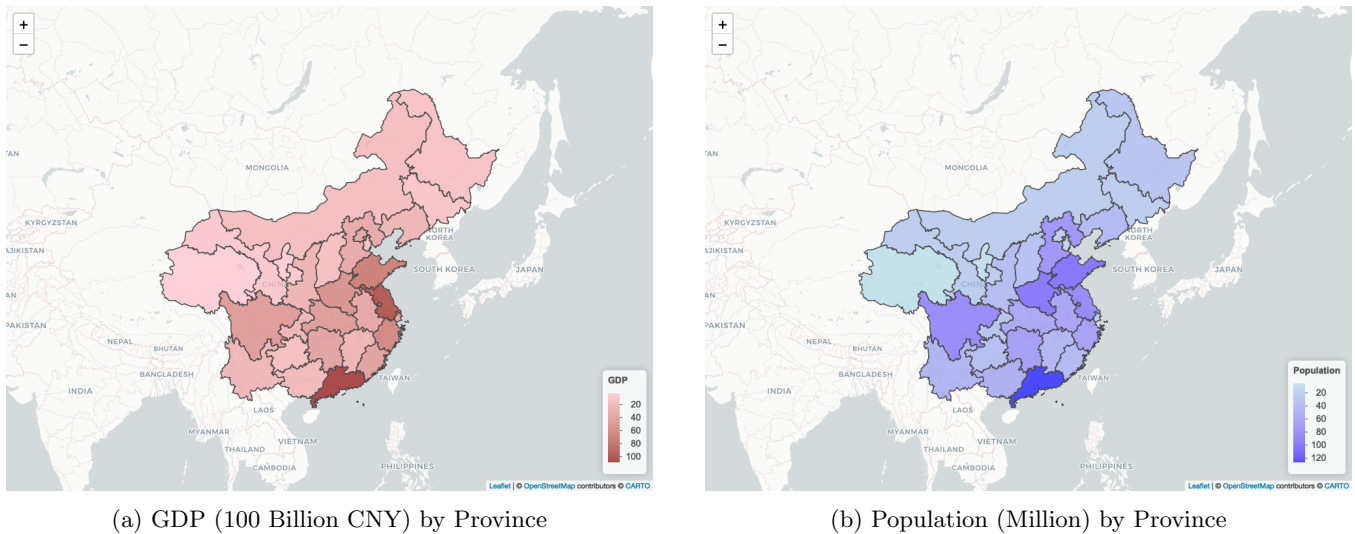 +
−
TAN
MONGOLIA
KYRGYZSTAN
AJIKISTAN
NORTH
KOREA
SOUTH KOREA
JAPAN
CHINA
PAKISTAN
NEPAL
BHUTAN
BANGLADESH
TAIWAN
INDIA
MYANMAR
LAOS
THAILAND
VIETNAM
CAMBODIA
PHILIPPINES
GDP
20
40
60
80
100
Leaflet | © OpenStreetMap contributors © CARTO
(a) GDP (100 Billion CNY) by Province
+
−
TAN
MONGOLIA
KYRGYZSTAN
AJIKISTAN
ORTH
KOREA
SOUTH KOREA
JAPAN
CHIN
PAKISTAN
NEPAL
BHUTAN
BANGLADESH
TAIWAN
INDIA
MYANMAR
LAOS
THAILAND
VIETNAM
CAMBODIA
PHILIPPINES
Population
20
40
60
80
100
120
Leaflet | © OpenStreetMap contributors © CARTO
(b) Population (Million) by Province